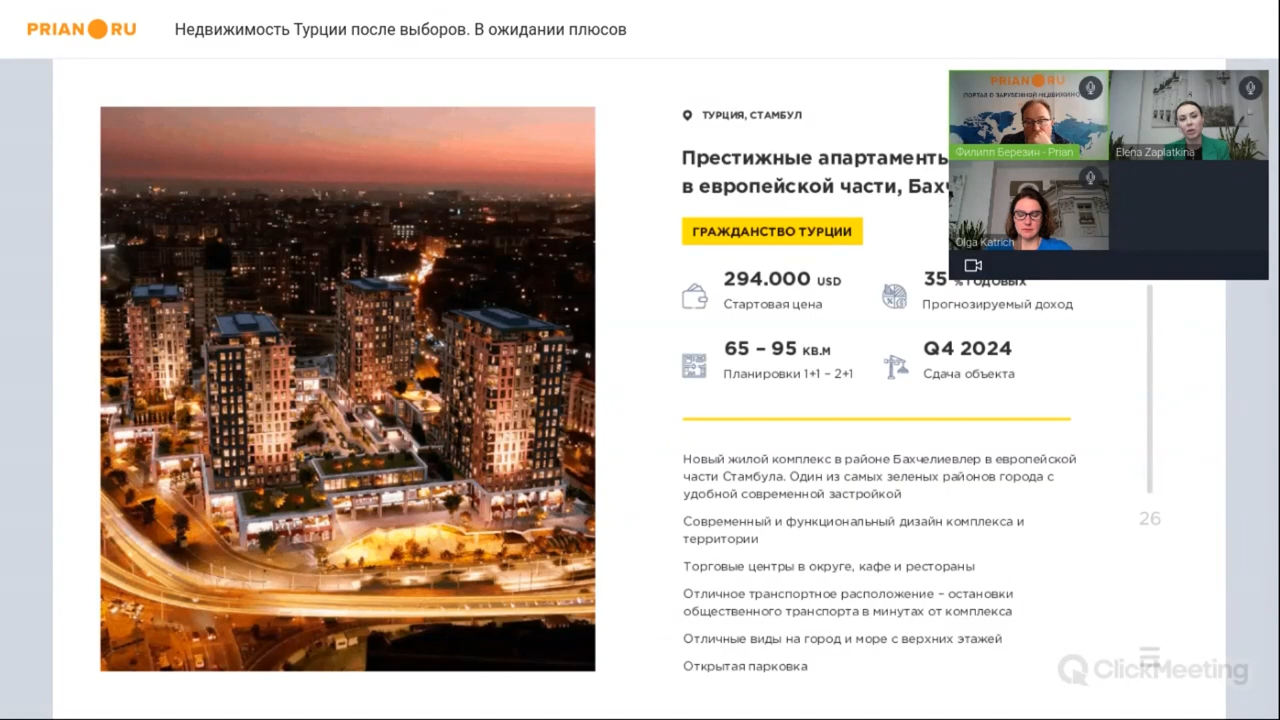 PRIAN RU
Недвижимость Турции после выборов. В ожидании плюсов
ТУРЦИЯ, СТАМБУЛ
Престижные апартаменты
в европейской части,
ГРАЖДАНСТВО ТУРЦИИ
294.000 USD
Стартовая цена
35 % ГОДОВЫХ
Прогнозируемый доход
65 – 95 КВ.М
Планировки 1+1 – 2+1
Q4 2024
Сдача объекта
Новый жилой комплекс в районе Бахчелиевлер в европейской
части Стамбула. Один из самых зеленых районов города с
удобной современной застройкой
Современный и функциональный дизайн комплекса и
территории
Торговые центры в округе, кафе и рестораны
Отличное транспортное расположение – остановки
общественного транспорта в минутах от комплекса
Отличные виды на город и море с верхних этажей
Открытая парковка
PRIAN RU
ПОРТАЛ О ЗАРУБЕЖНОЙ
Филипп Березин - Prian
Elena Zaplatkina
Olga Katrich
26
ClickMeeting